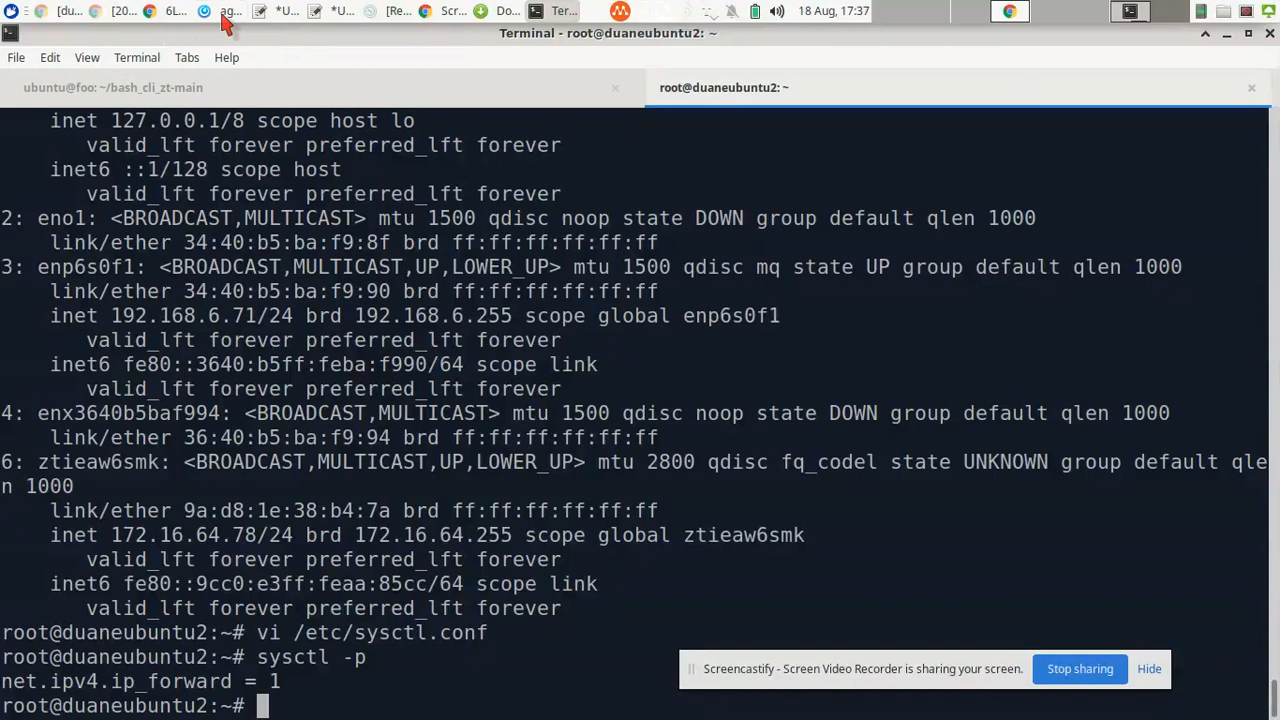 [du...
[20...
6L...
ag...
*U...
*U...
[Re...
Scr...
Do...
Ter...
18 Aug, 17:37
Terminal - root@duaneubuntu2: ~
File Edit View Terminal Tabs Help
ubuntu@foo: ~/bash_cli_zt-main
root@duaneubuntu2: ~
inet 127.0.0.1/8 scope host lo
valid_lft forever preferred_lft forever
inet6 ::1/128 scope host
valid_lft forever preferred_lft forever
2: eno1: <BROADCAST,MULTICAST> mtu 1500 qdisc noop state DOWN group default qlen 1000
link/ether 34:40:b5:ba:f9:8f brd ff:ff:ff:ff:ff:ff
3: enp6s0f1: <BROADCAST,MULTICAST,UP,LOWER_UP> mtu 1500 qdisc mq state UP group default qlen 1000
link/ether 34:40:b5:ba:f9:90 brd ff:ff:ff:ff:ff:ff
inet 192.168.6.71/24 brd 192.168.6.255 scope global enp6s0f1
valid_lft forever preferred_lft forever
inet6 fe80::3640:b5ff:feba:f990/64 scope link
valid_lft forever preferred_lft forever
4: enx3640b5baf994: <BROADCAST,MULTICAST> mtu 1500 qdisc noop state DOWN group default qlen 1000
link/ether 36:40:b5:ba:f9:94 brd ff:ff:ff:ff:ff:ff
6: ztieaw6smk: <BROADCAST,MULTICAST,UP,LOWER_UP> mtu 2800 qdisc fq_codel state UNKNOWN group default qle
n 1000
link/ether 9a:d8:1e:38:b4:7a brd ff:ff:ff:ff:ff:ff
inet 172.16.64.78/24 brd 172.16.64.255 scope global ztieaw6smk
valid_lft forever preferred_lft forever
inet6 fe80::9cc0:e3ff:feaa:85cc/64 scope link
valid_lft forever preferred_lft forever
root@duaneubuntu2:~# vi /etc/sysctl.conf
root@duaneubuntu2:~# sysctl -p
net.ipv4.ip_forward = 1
root@duaneubuntu2:~#
Screencastify - Screen Video Recorder is sharing your screen.
Stop sharing
Hide